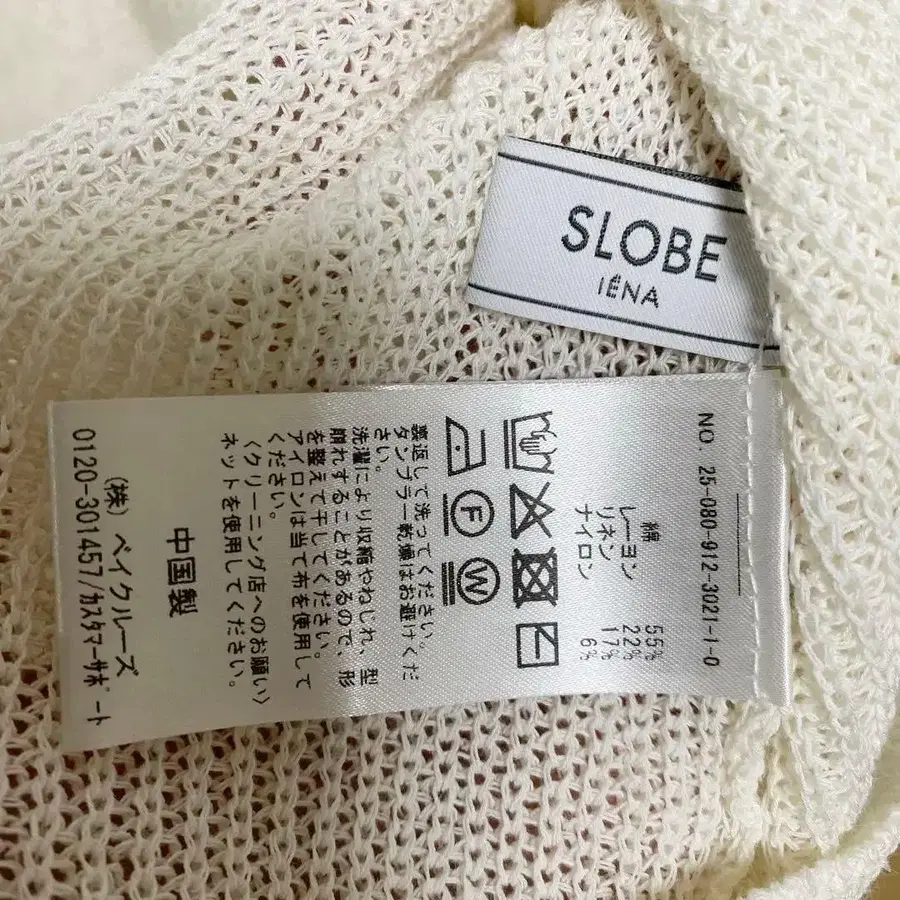 SLOBE
IÉNA
NO. 25-080-912-3021-1-0
綿 55%
レーヨン 22%
リネン 17%
ナイロン 6%
F
W
裏返して洗ってください。
タンブラー乾燥はお避けくだ
さい。
洗濯により収縮やねじれ、型
崩れすることがあるので、形
を整えて干してください。
アイロンは当て布を使用して
ください。
〈クリーニング店へのお願い〉
ネットを使用してください。
中国製
(株) ベイクルーズ
0120-301457/カスタマーサポート